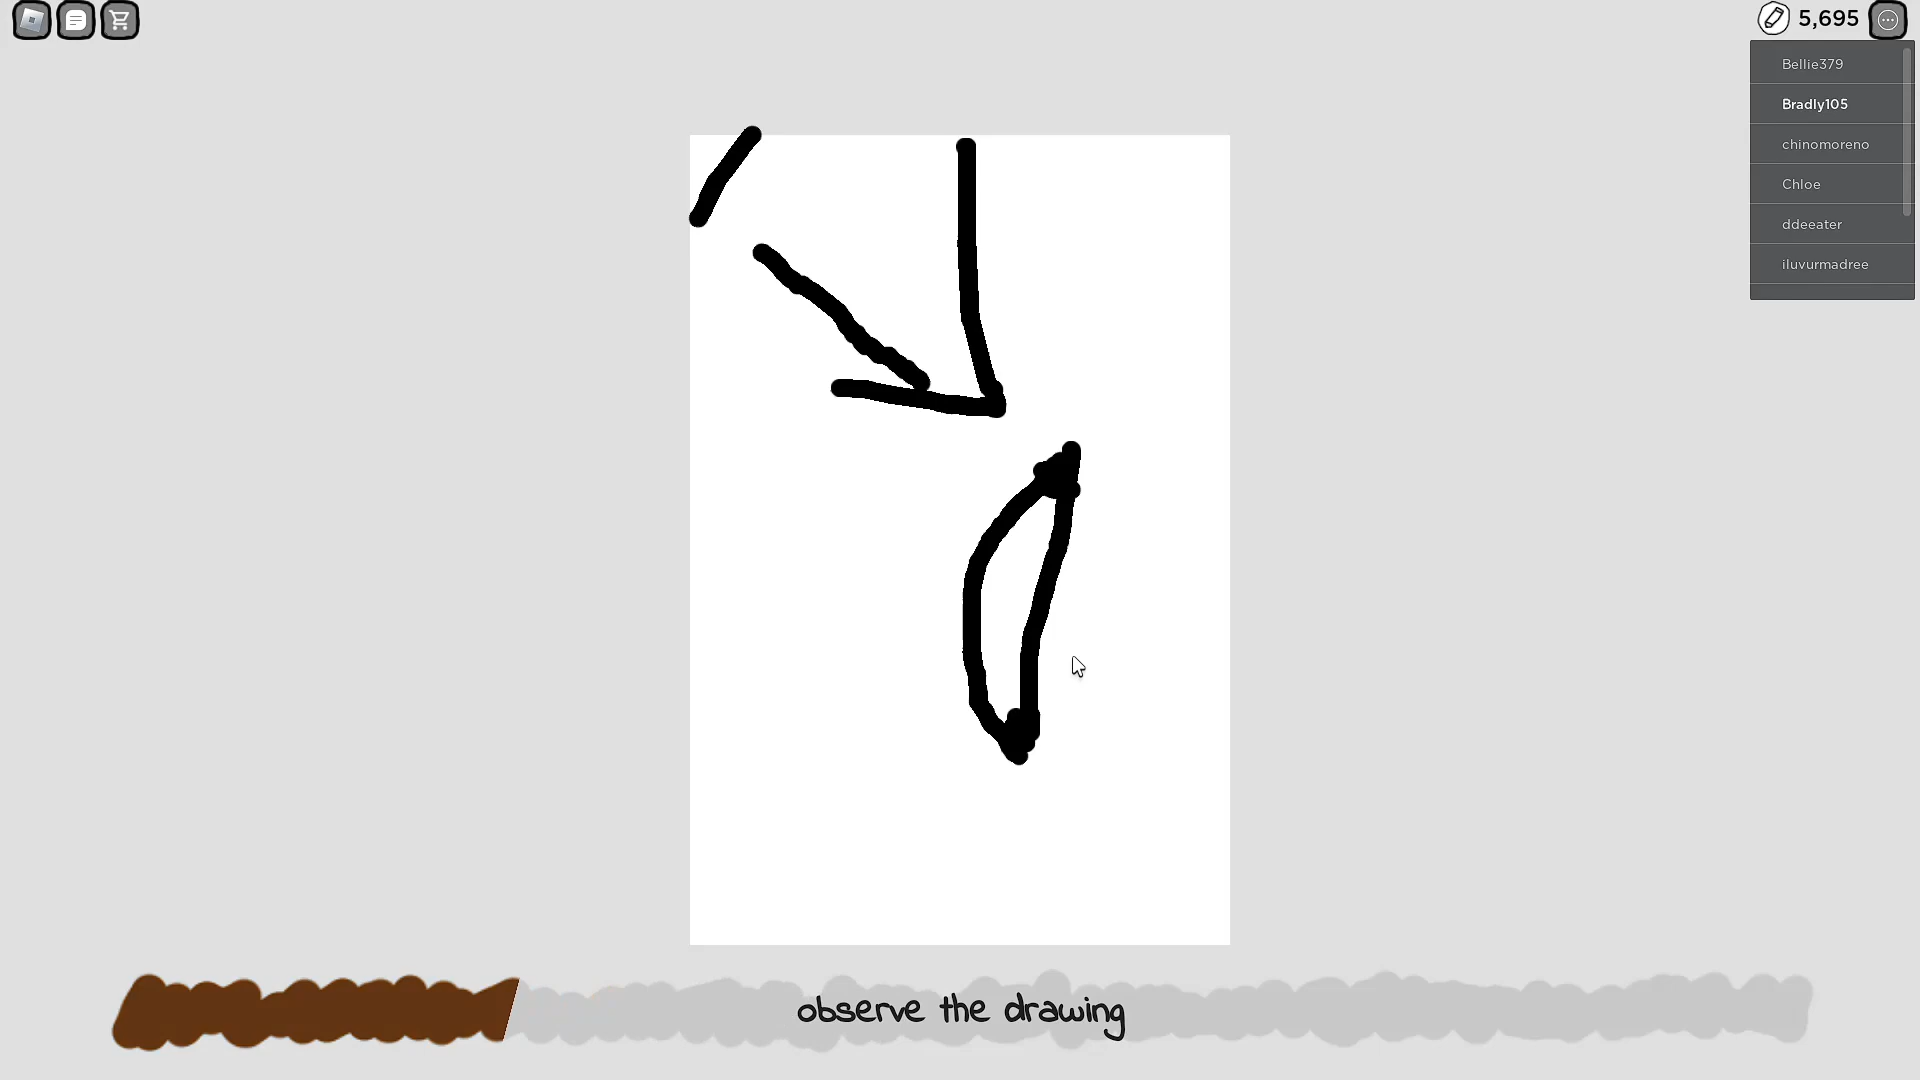 5,695
Bellie379
Bradly105
chinomoreno
Chloe
ddeeater
iluvurmadree
observe the drawing